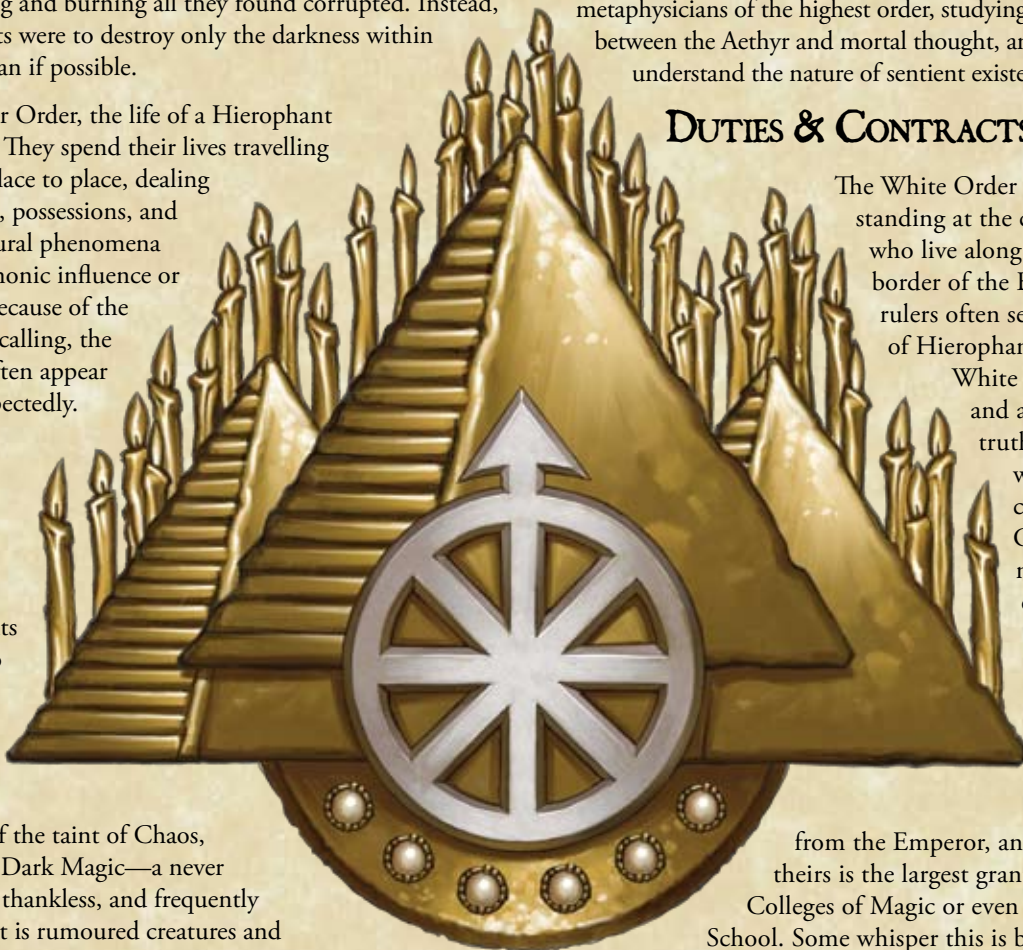 g and burning all they found corrupted. Instead,
ts were to destroy only the darkness within
an if possible.
r Order, the life of a Hierophant
They spend their lives travelling
lace to place, dealing
, possessions, and
ural phenomena
monic influence or
ecause of the
calling, the
ften appear
pectedly.
ts
f the taint of Chaos,
Dark Magic—a never
thankless, and frequently
t is rumoured creatures and
metaphysicians of the highest order, studying
between the Aethyr and mortal thought, an
understand the nature of sentient existe
DUTIES & CONTRACTS
The White Order
standing at the
who live along
border of the
rulers often se
of Hierophan
White
and a
truth
w
from the Emperor, an
theirs is the largest gran
Colleges of Magic or even
School. Some whisper this is b